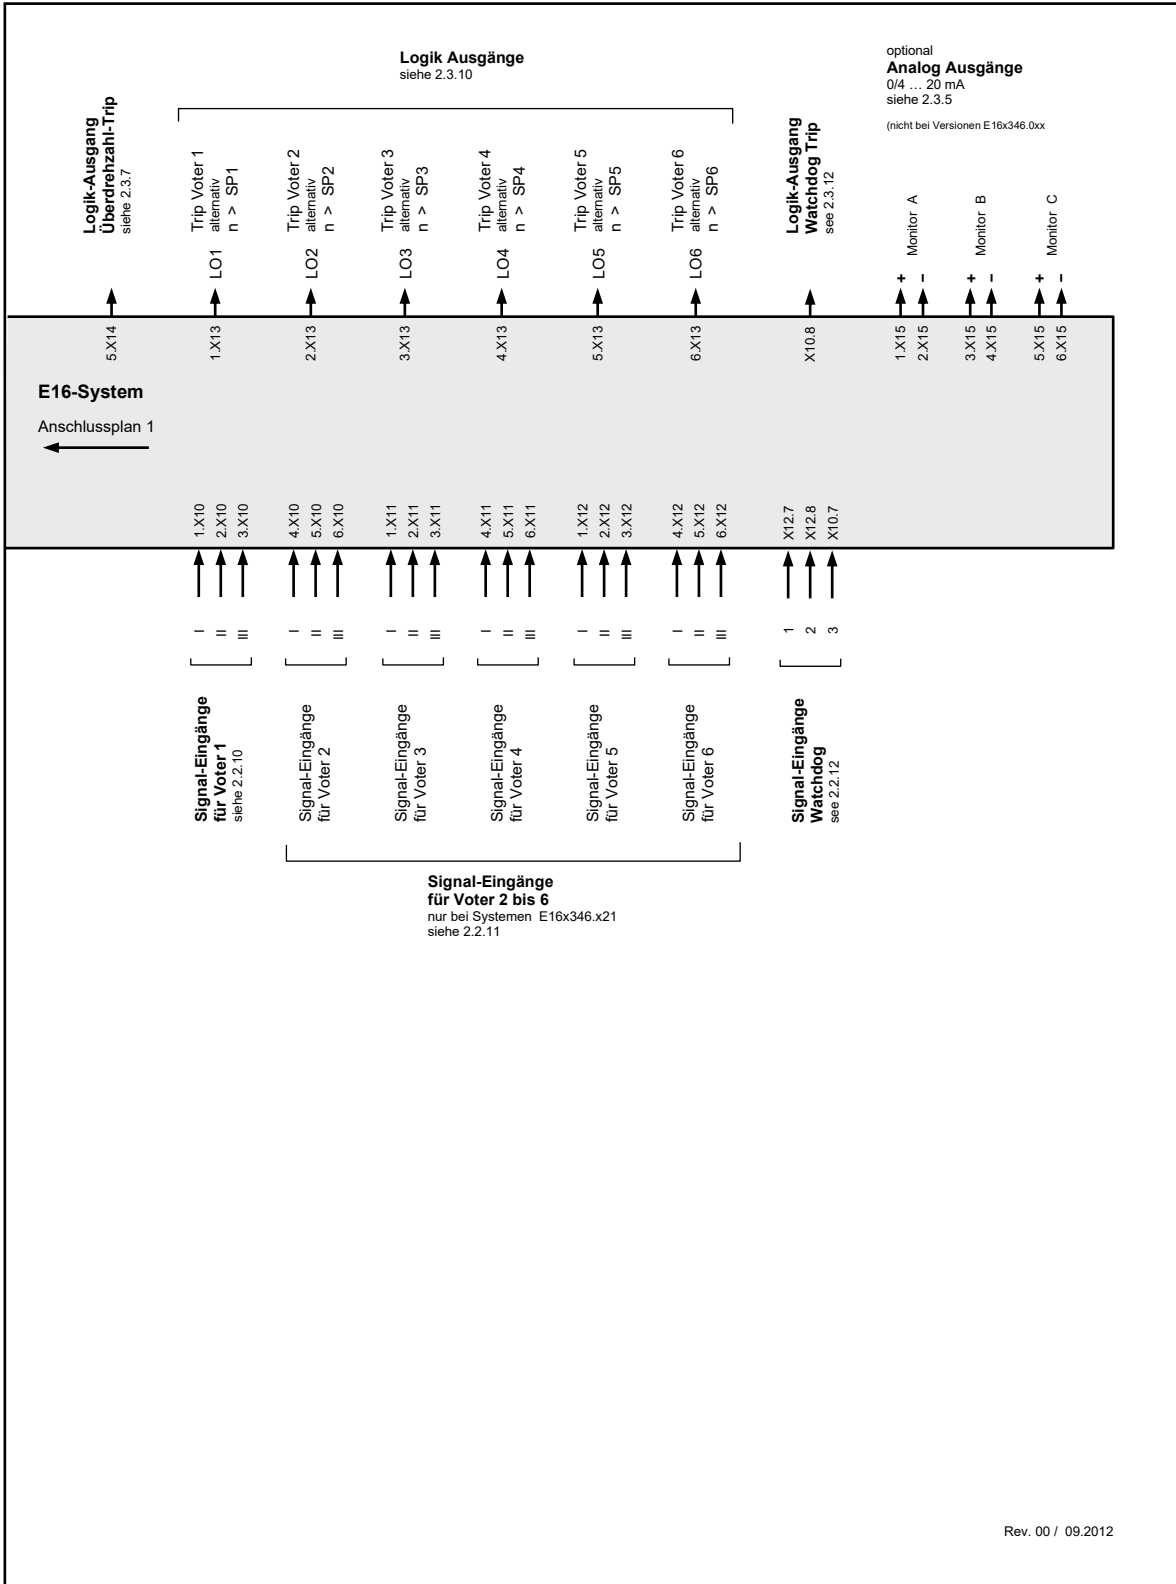 Logik Ausgänge
siehe 2.3.10
optional
Analog Ausgänge
0/4 … 20 mA
siehe 2.3.5
(nicht bei Versionen E16x346.0xx
Logik-Ausgang
Überdrehzahl-Trip
siehe 2.3.7
Trip Voter 1
alternativ
n > SP1
Trip Voter 2
alternativ
n > SP2
Trip Voter 3
alternativ
n > SP3
Trip Voter 4
alternativ
n > SP4
Trip Voter 5
alternativ
n > SP5
Trip Voter 6
alternativ
n > SP6
Logik-Ausgang
Watchdog Trip
see 2.3.12
LO1
LO2
LO3
LO4
LO5
LO6
Monitor A
Monitor B
Monitor C
+
–
+
–
+
–
5.X14
1.X13
2.X13
3.X13
4.X13
5.X13
6.X13
X10.8
1.X15
2.X15
3.X15
4.X15
5.X15
6.X15
E16-System
Anschlussplan 1
1.X10
2.X10
3.X10
4.X10
5.X10
6.X10
1.X11
2.X11
3.X11
4.X11
5.X11
6.X11
1.X12
2.X12
3.X12
4.X12
5.X12
6.X12
X12.7
X12.8
X10.7
I
II
III
I
II
III
I
II
III
I
II
III
I
II
III
I
II
III
1
2
3
Signal-Eingänge
für Voter 1
siehe 2.2.10
Signal-Eingänge
für Voter 2
Signal-Eingänge
für Voter 3
Signal-Eingänge
für Voter 4
Signal-Eingänge
für Voter 5
Signal-Eingänge
für Voter 6
Signal-Eingänge
Watchdog
see 2.2.12
Signal-Eingänge
für Voter 2 bis 6
nur bei Systemen E16x346.x21
siehe 2.2.11
Rev. 00 / 09.2012